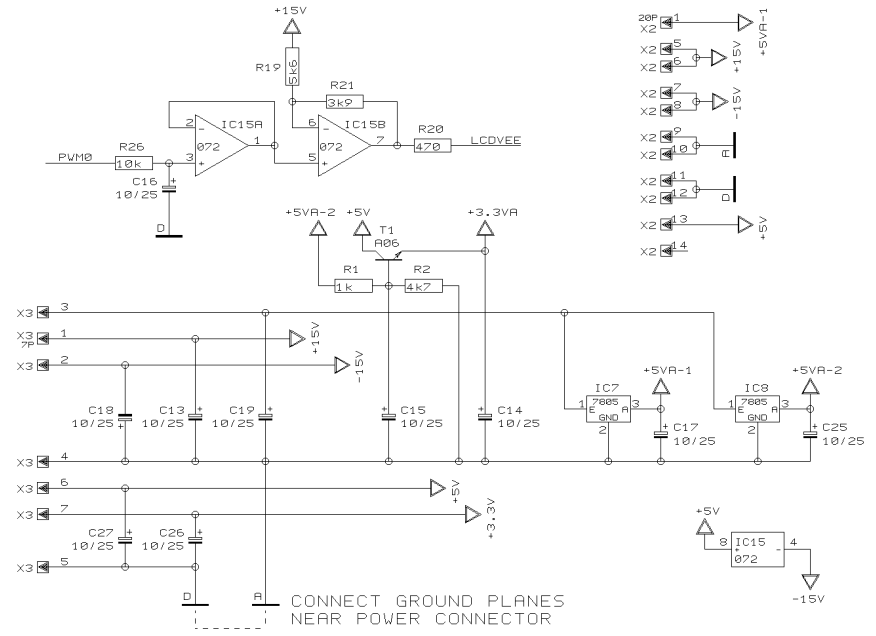 +15V
R19
5k6
R21
3k9
2
-
IC15A
1
072
3
+
6
-
IC15B
7
072
5
+
R20
470
LCDVEE
PWM0
R26
10k
C16
+
10/25
D
20P
X2
1
+5VA-1
X2
5
X2
6
+15V
X2
7
X2
8
-15V
X2
9
X2
10
A
X2
11
X2
12
D
X2
13
+5V
X2
14
+5VA-2
+5V
T1
A06
+3.3VA
R1
1k
R2
4k7
X3
3
X3
7P
1
+15V
X3
2
-15V
C18
10/25
+
C13
10/25
+
C19
10/25
+
C15
10/25
+
C14
10/25
+
IC7
7805
1
E
A
3
GND
2
+5VA-1
C17
10/25
+
IC8
7805
1
E
A
3
GND
2
+5VA-2
C25
10/25
+
X3
4
X3
6
+5V
X3
7
+3.3V
C27
10/25
+
C26
10/25
+
X3
5
D
A
CONNECT GROUND PLANES
NEAR POWER CONNECTOR
+5V
8
+
IC15
072
-
4
-15V